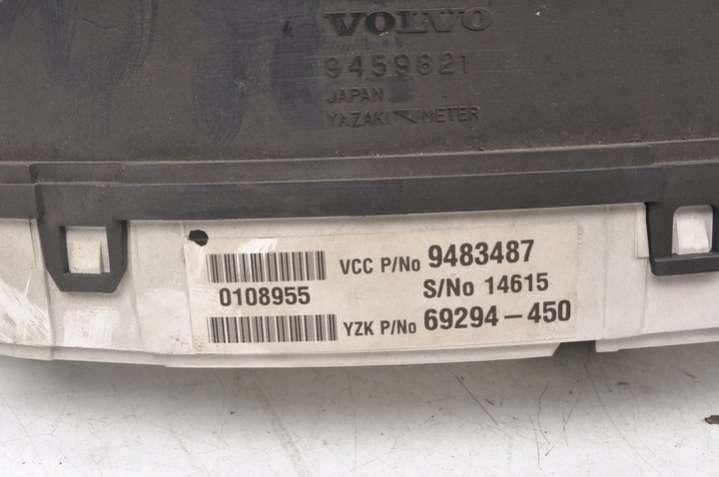 VOLVO
9459821
JAPAN
YAZAKI METER
VCC P/No 9483487
0108955
S/No 14615
YZK P/No 69294-450